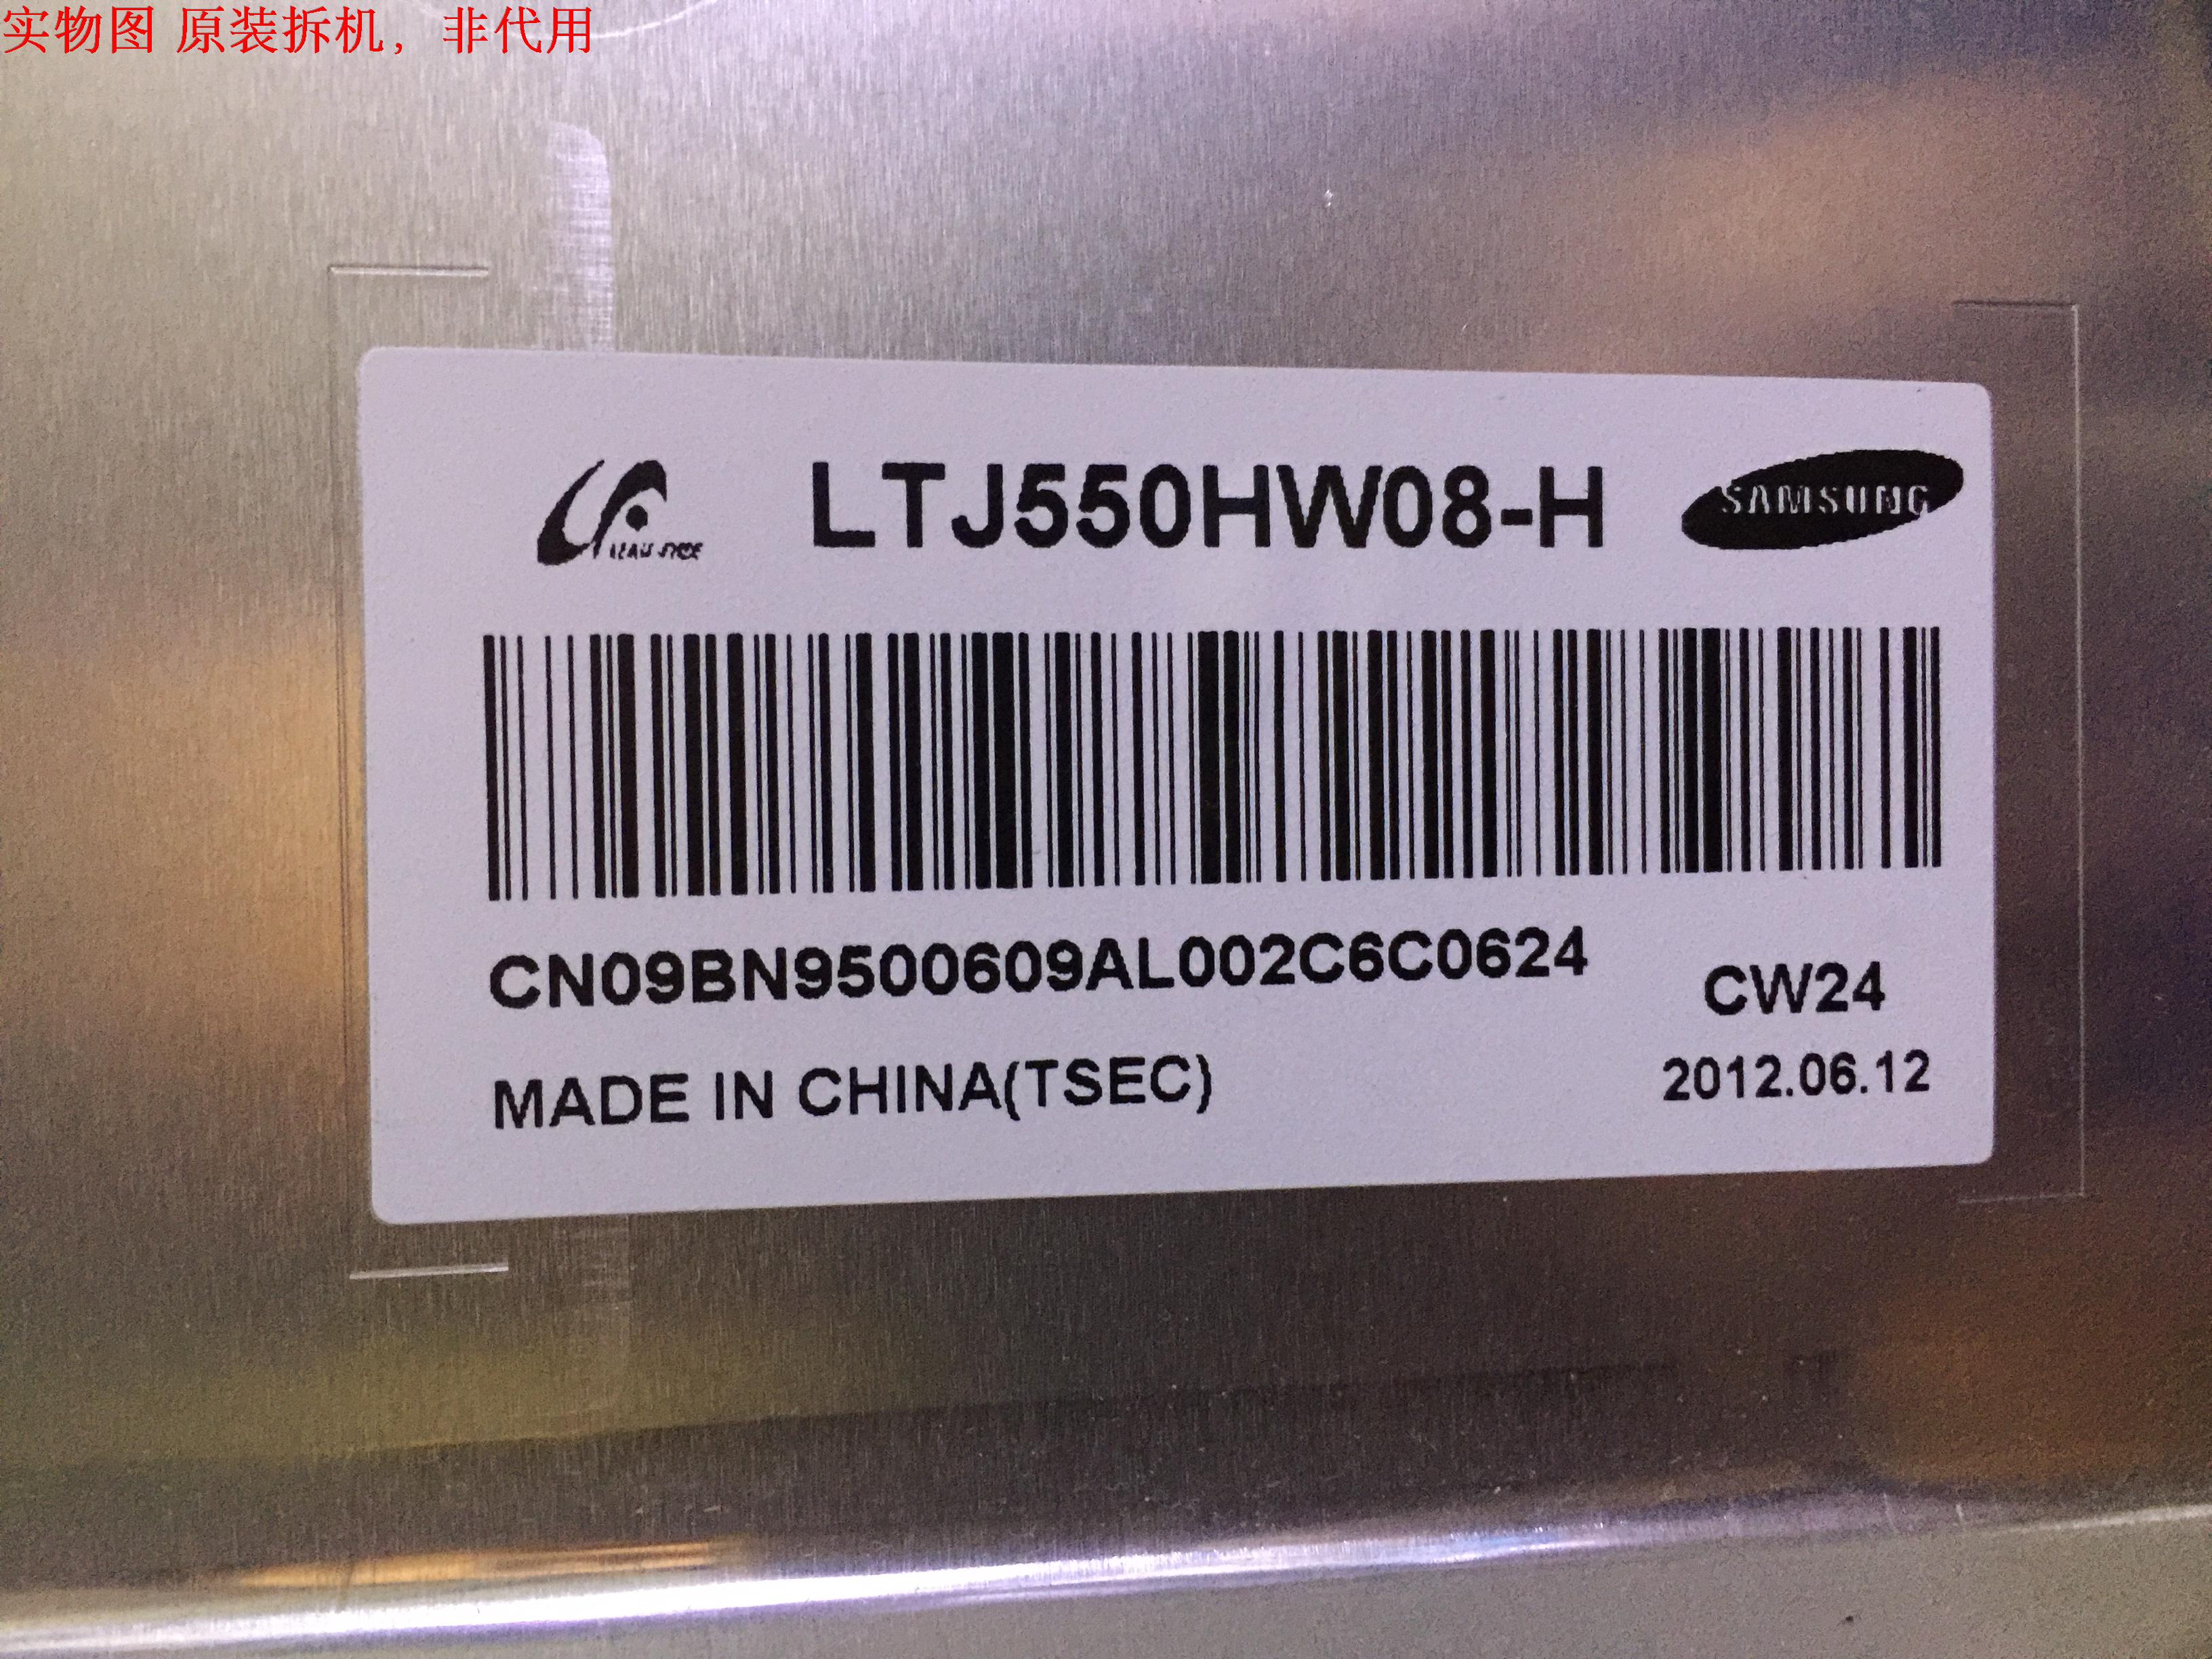 实物图 原装拆机，非代用
LTJ550HW08-H
SAMSUNG
CN09BN9500609AL002C6C0624
CW24
MADE IN CHINA(TSEC)
2012.06.12